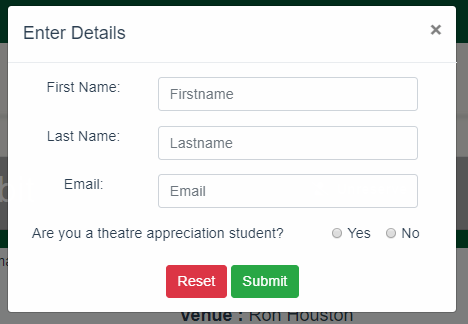 Enter Details ×
First Name: Firstname
Last Name: Lastname
Email: Email
Are you a theatre appreciation student? Yes No
Reset Submit
Venue : Ron Houston